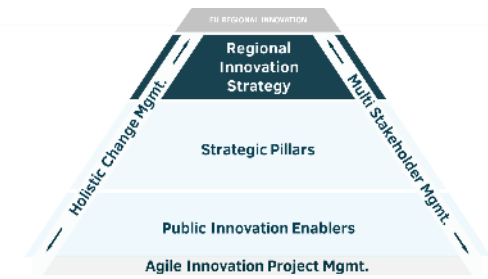 EU REGIONAL INNOVATION
Regional
Innovation
Strategy
Holistic Change Mgmt.
Multi Stakeholder Mgmt.
Strategic Pillars
Public Innovation Enablers
Agile Innovation Project Mgmt.